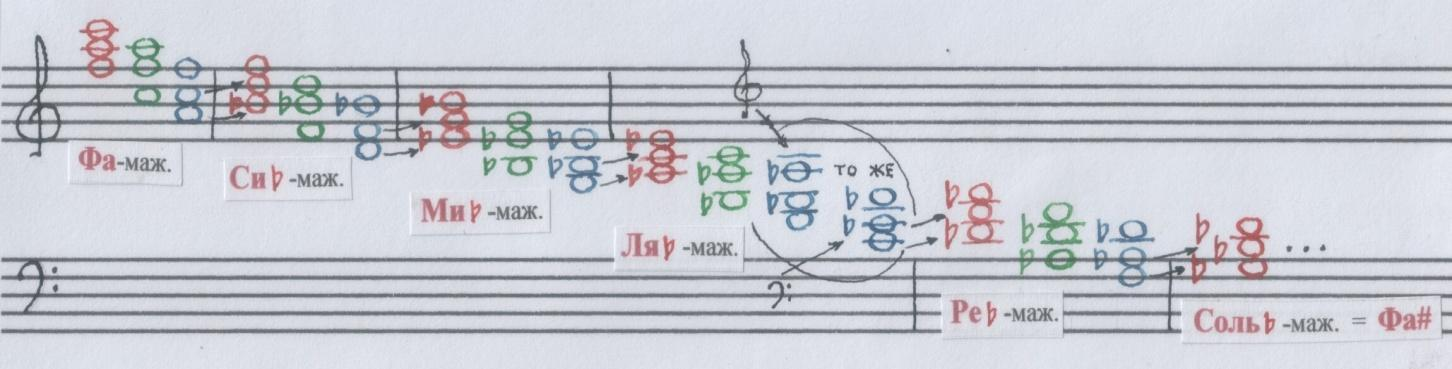 то же
Фа-маж.
Си♭-маж.
Ми♭-маж.
Ля♭-маж.
Ре♭-маж.
Соль♭-маж. = Фа#
...